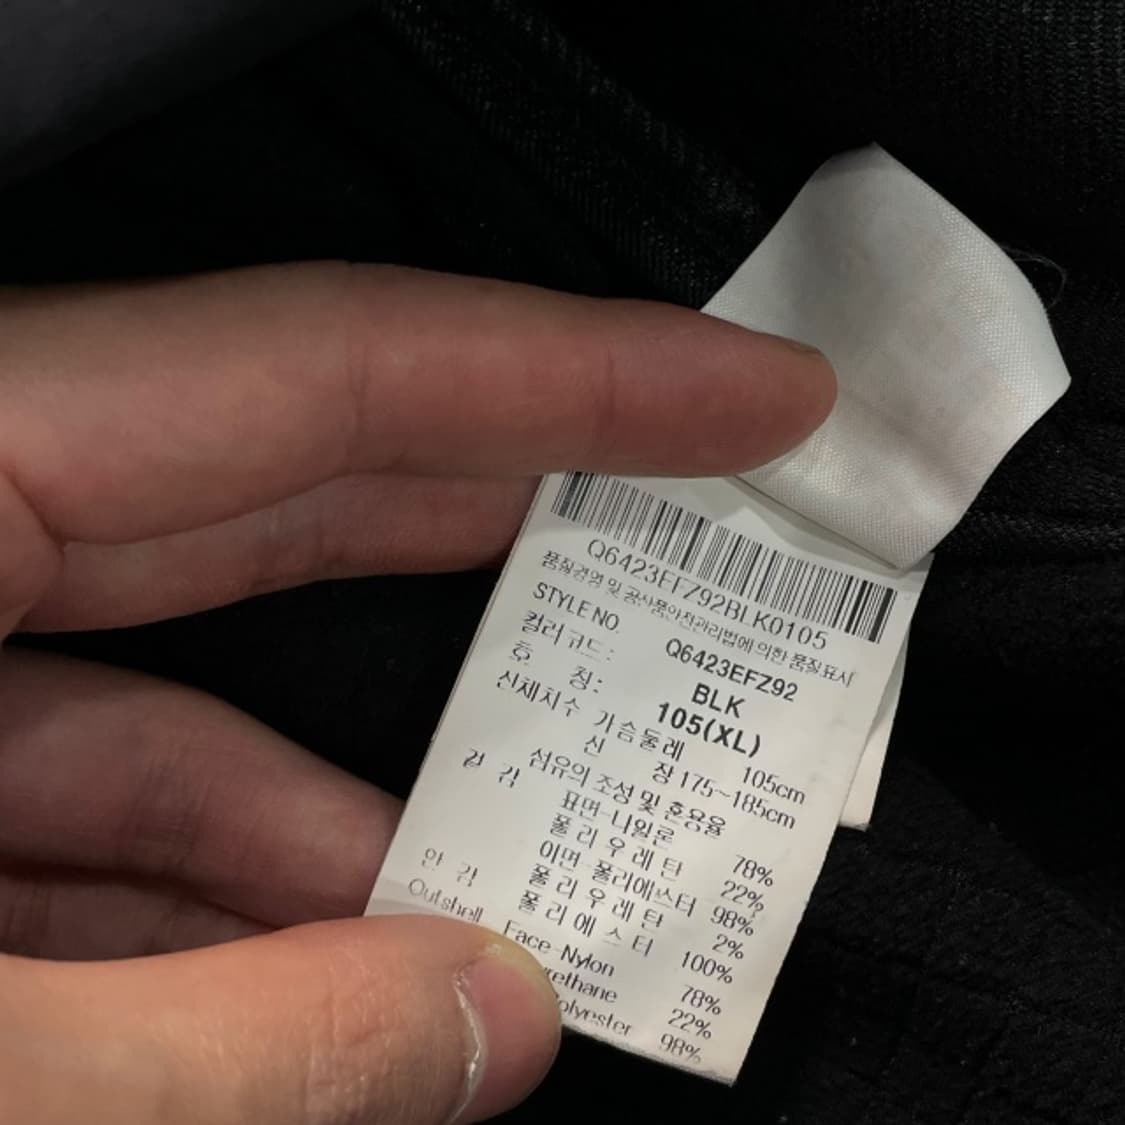 Q6423EFZ92BLK0105
품질경영 및 공산품안전관리법에 의한 품질표시
STYLE NO. Q6423EFZ92
컬러코드: BLK
호 칭: 105(XL)
신체치수 가슴둘레 105cm
신 장 175~185cm
섬유의 조성 및 혼용율
겉 감 표면-나일론 78%
폴리우레탄 22%
이면-폴리에스터 98%
폴리우레탄 2%
안 감 폴리에스터 100%
Outshell Face-Nylon 78%
22%
98%